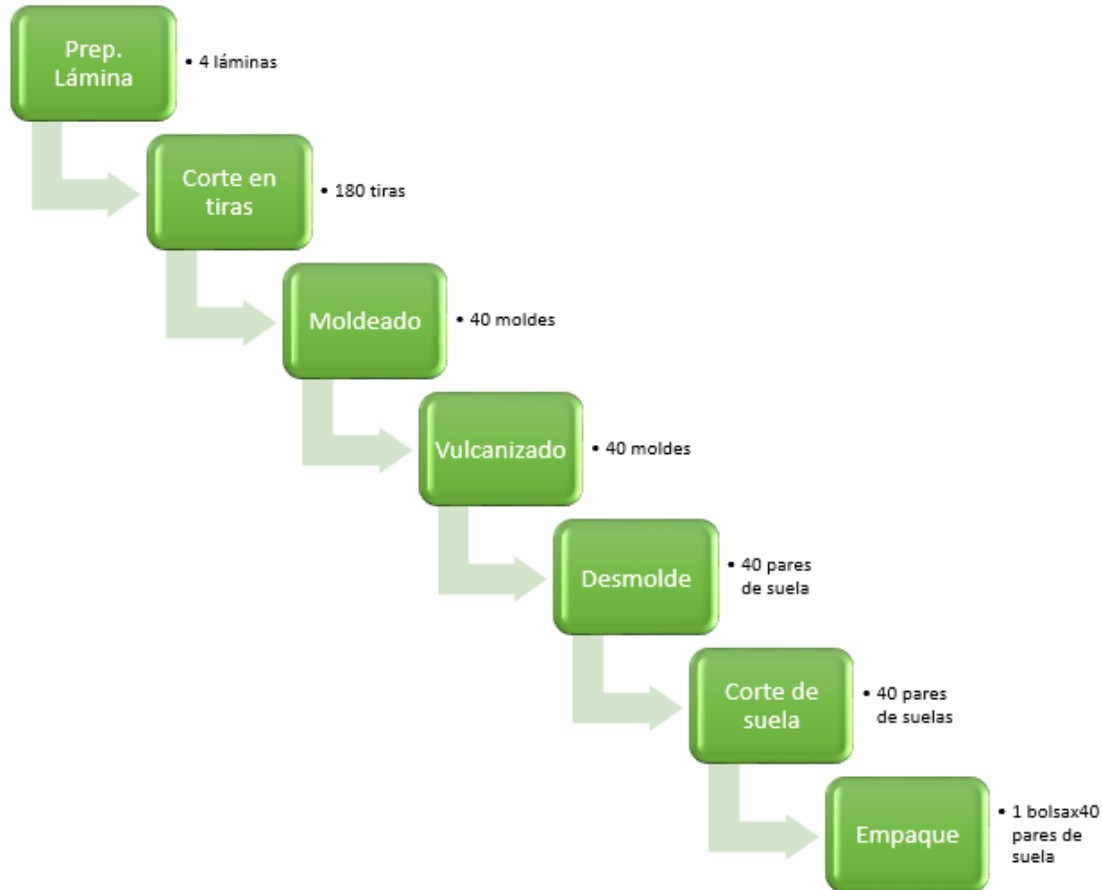 Prep.
Lámina
• 4 láminas
Corte en
tiras
• 180 tiras
Moldeado
• 40 moldes
Vulcanizado
• 40 moldes
Desmolde
• 40 pares
de suela
Corte de
suela
• 40 pares
de suelas
Empaque
• 1 bolsax40
pares de
suela